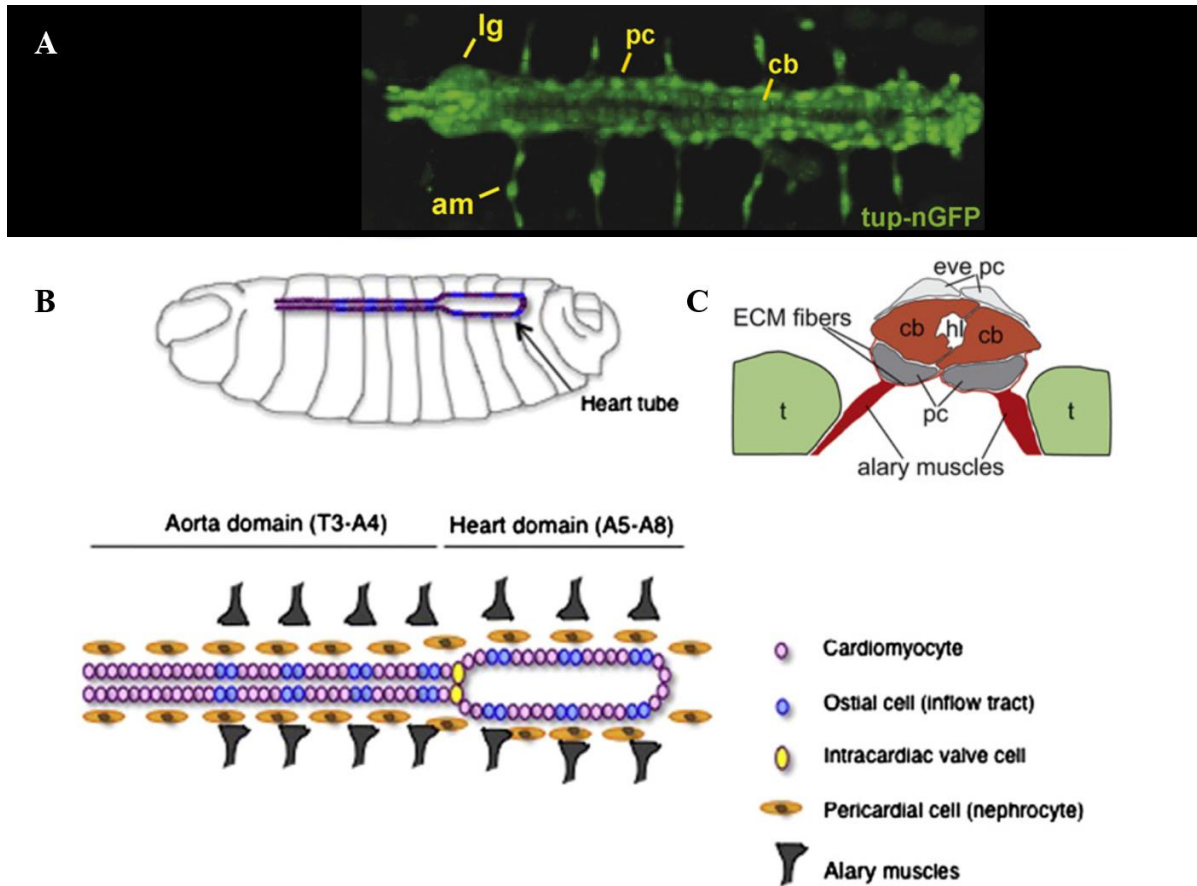 A
lg
pc
cb
am
tup-nGFP
B
Heart tube
C
eve pc
ECM fibers
cb
hl
cb
t
pc
t
alary muscles
Aorta domain (T3-A4)
Heart domain (A5-A8)
Cardiomyocyte
Ostial cell (inflow tract)
Intracardiac valve cell
Pericardial cell (nephrocyte)
Alary muscles